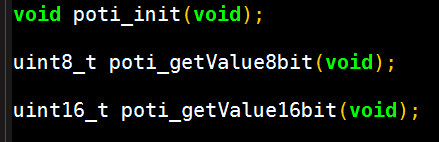 void poti_init(void);
uint8_t poti_getValue8bit(void);
uint16_t poti_getValue16bit(void);